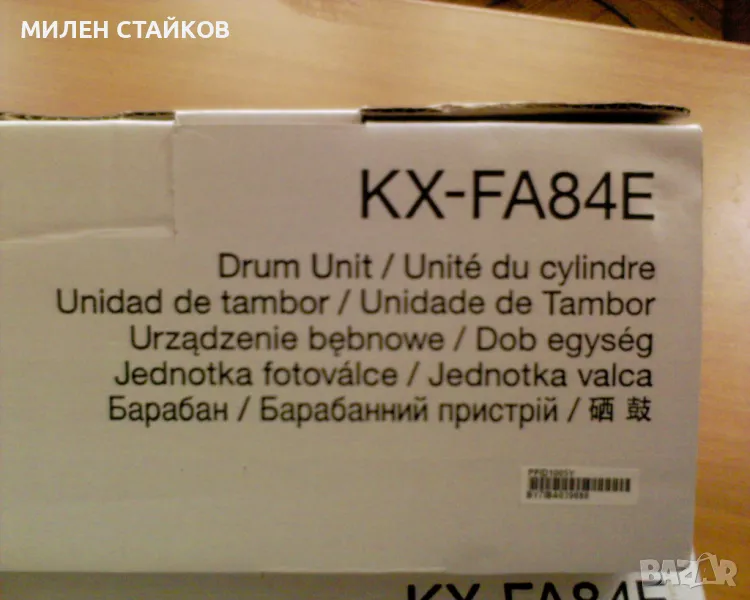 МИЛЕН СТАЙКОВ
KX-FA84E
Drum Unit / Unité du cylindre
Unidad de tambor / Unidade de Tambor
Urządzenie bębnowe / Dob egység
Jednotka fotoválce / Jednotka valca
Барабан / Барабанний пристрій / 硒 鼓
KX-FA84E
BAZAR